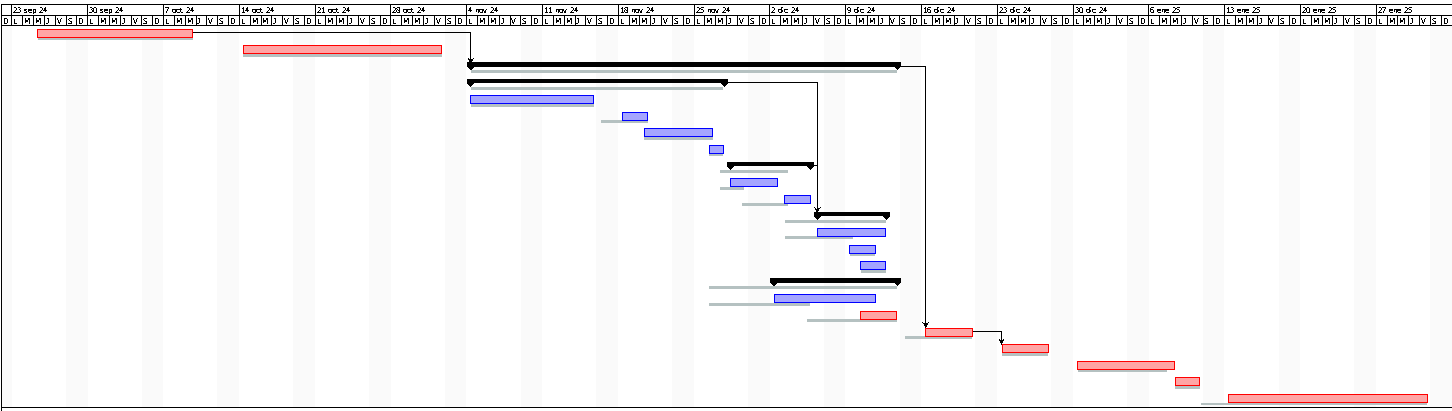 23 sep 24 30 sep 24 7 oct 24 14 oct 24 21 oct 24 28 oct 24 4 nov 24 11 nov 24 18 nov 24 25 nov 24 2 dic 24 9 dic 24 16 dic 24 23 dic 24 30 dic 24 6 ene 25 13 ene 25 20 ene 25 27 ene 25
D L M M J V S D L M M J V S D L M M J V S D L M M J V S D L M M J V S D L M M J V S D L M M J V S D L M M J V S D L M M J V S D L M M J V S D L M M J V S D L M M J V S D L M M J V S D L M M J V S D L M M J V S D L M M J V S D L M M J V S D L M M J V S D L M M J V S D